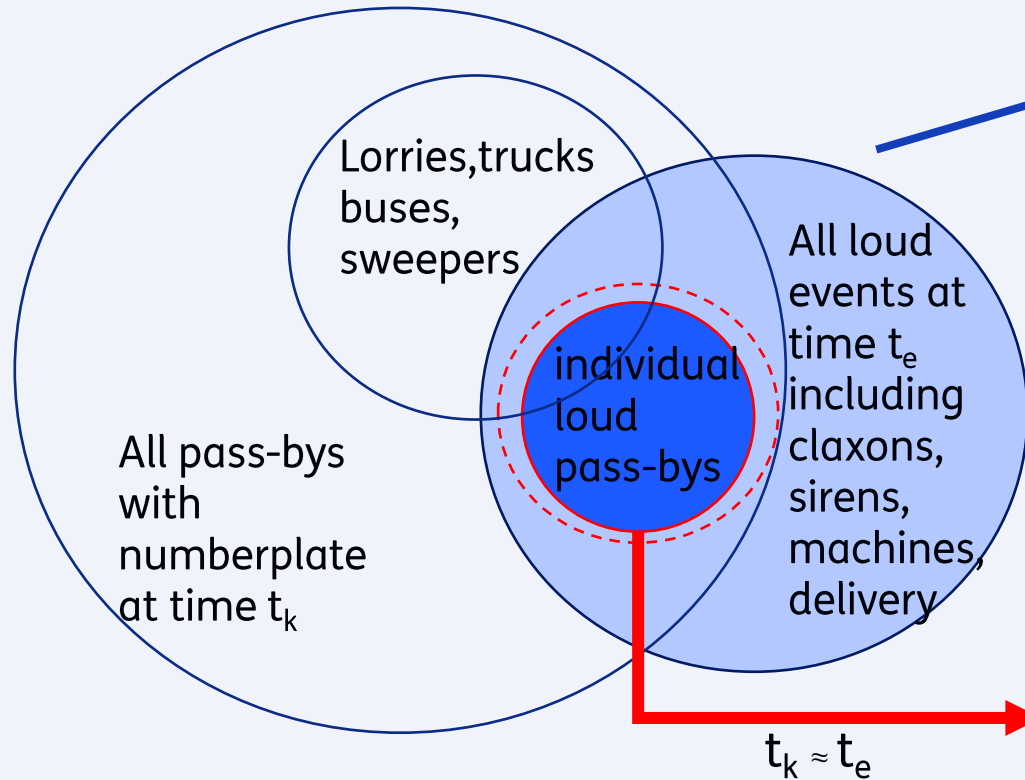 Lorries,trucks
buses,
sweepers
All loud
events at
time tₑ
including
claxons,
sirens,
machines,
delivery
individual
loud
pass-bys
All pass-bys
with
numberplate
at time tₖ
tₖ ≈ tₑ